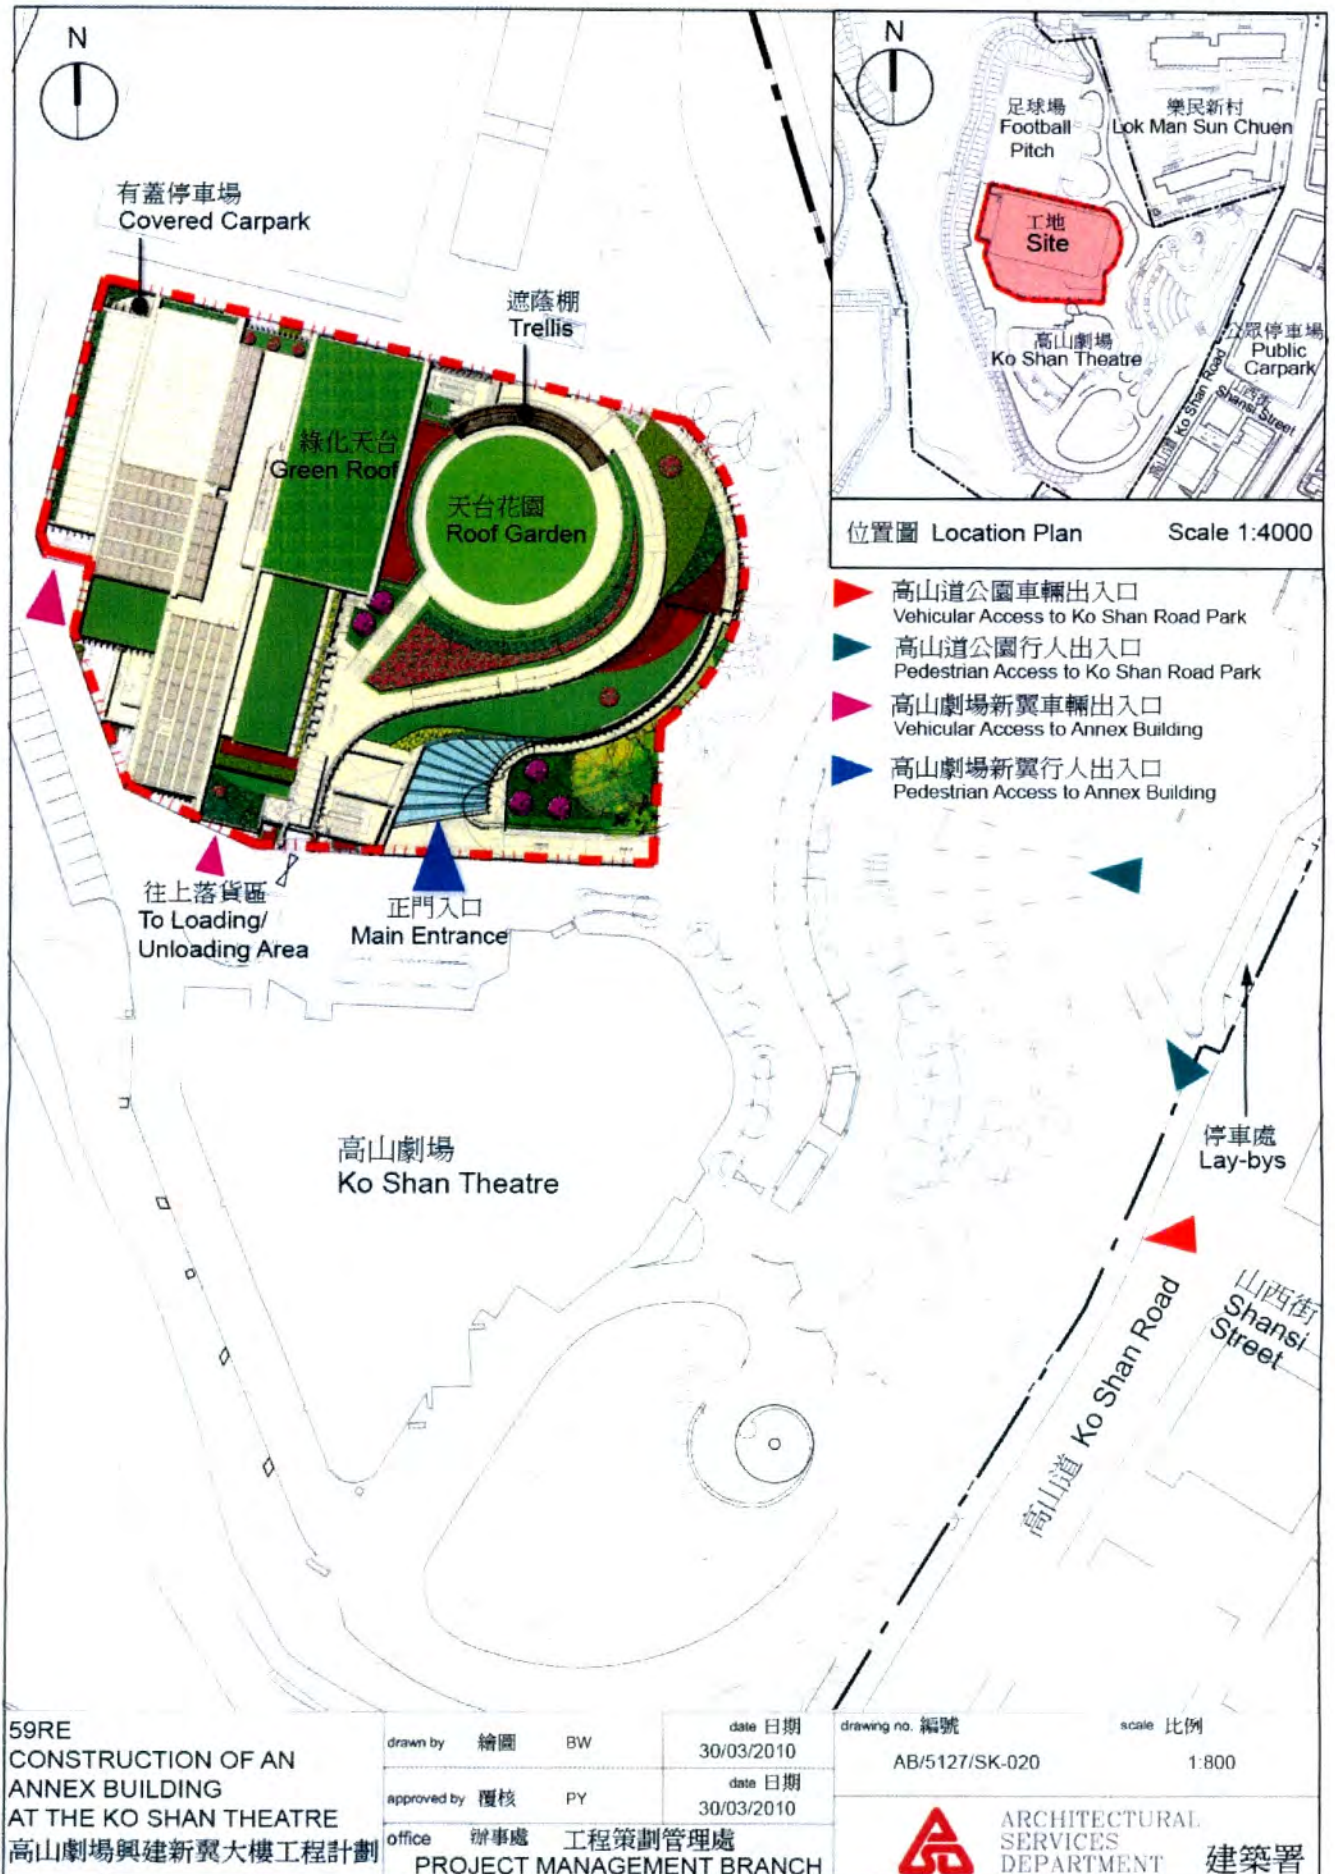 N
有蓋停車場
Covered Carpark
遮蔭棚
Trellis
綠化天台
Green Roof
天台花園
Roof Garden
往上落貨區
To Loading/
Unloading Area
正門入口
Main Entrance
高山劇場
Ko Shan Theatre
N
足球場
Football
Pitch
樂民新村
Lok Man Sun Chuen
工地
Site
高山劇場
Ko Shan Theatre
公眾停車場
Public
Carpark
山西街
Shansi Street
高山道 Ko Shan Road
位置圖 Location Plan Scale 1:4000
高山道公園車輛出入口
Vehicular Access to Ko Shan Road Park
高山道公園行人出入口
Pedestrian Access to Ko Shan Road Park
高山劇場新翼車輛出入口
Vehicular Access to Annex Building
高山劇場新翼行人出入口
Pedestrian Access to Annex Building
停車處
Lay-bys
山西街
Shansi
Street
高山道 Ko Shan Road
59RE
CONSTRUCTION OF AN
ANNEX BUILDING
AT THE KO SHAN THEATRE
高山劇場興建新翼大樓工程計劃
drawn by 繪圖 BW
date 日期
30/03/2010
approved by 覆核 PY
date 日期
30/03/2010
office 辦事處 工程策劃管理處
PROJECT MANAGEMENT BRANCH
drawing no. 編號
AB/5127/SK-020
scale 比例
1:800
ARCHITECTURAL
SERVICES
DEPARTMENT 建築署